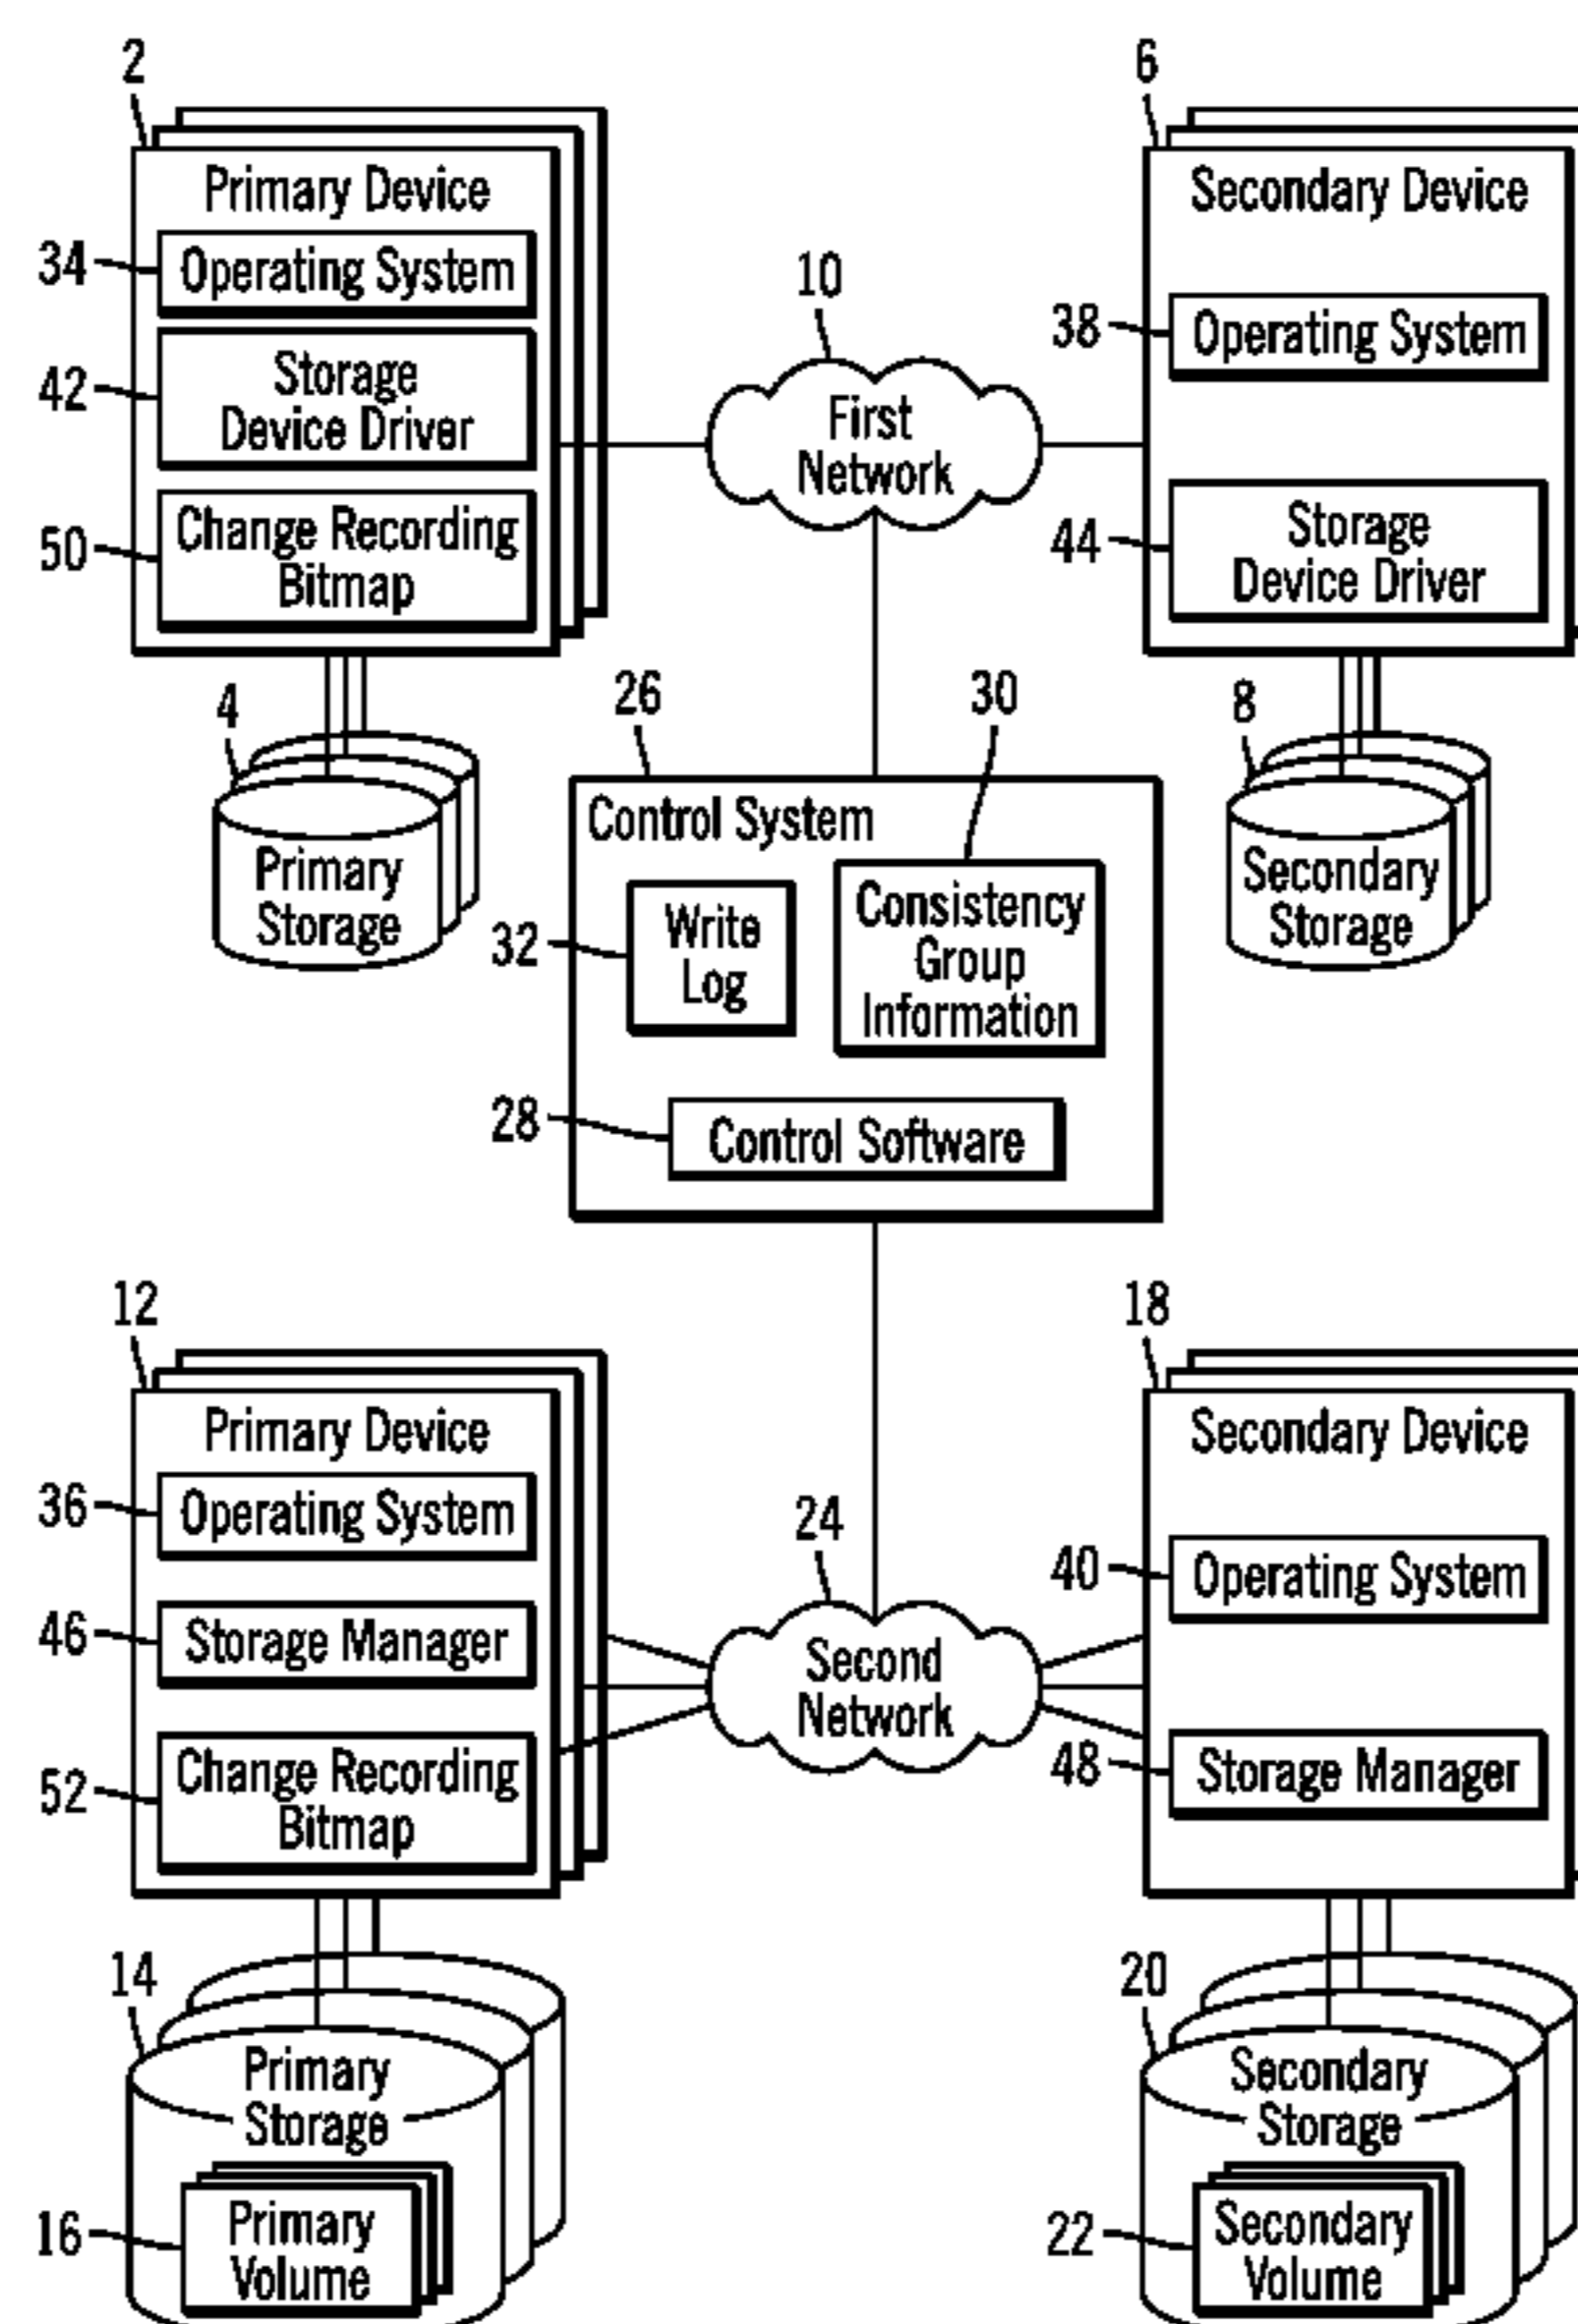 2
6
Primary Device
Secondary Device
34
Operating System
10
38
Operating System
42
Storage
Device Driver
First
Network
50
Change Recording
Bitmap
44
Storage
Device Driver
4
26
30
8
Primary
Storage
Control System
Secondary
Storage
32
Write
Log
Consistency
Group
Information
28
Control Software
12
18
Primary Device
Secondary Device
36
Operating System
24
40
Operating System
46
Storage Manager
Second
Network
48
Storage Manager
52
Change Recording
Bitmap
14
20
Primary
Storage
Secondary
Storage
16
Primary
Volume
22
Secondary
Volume